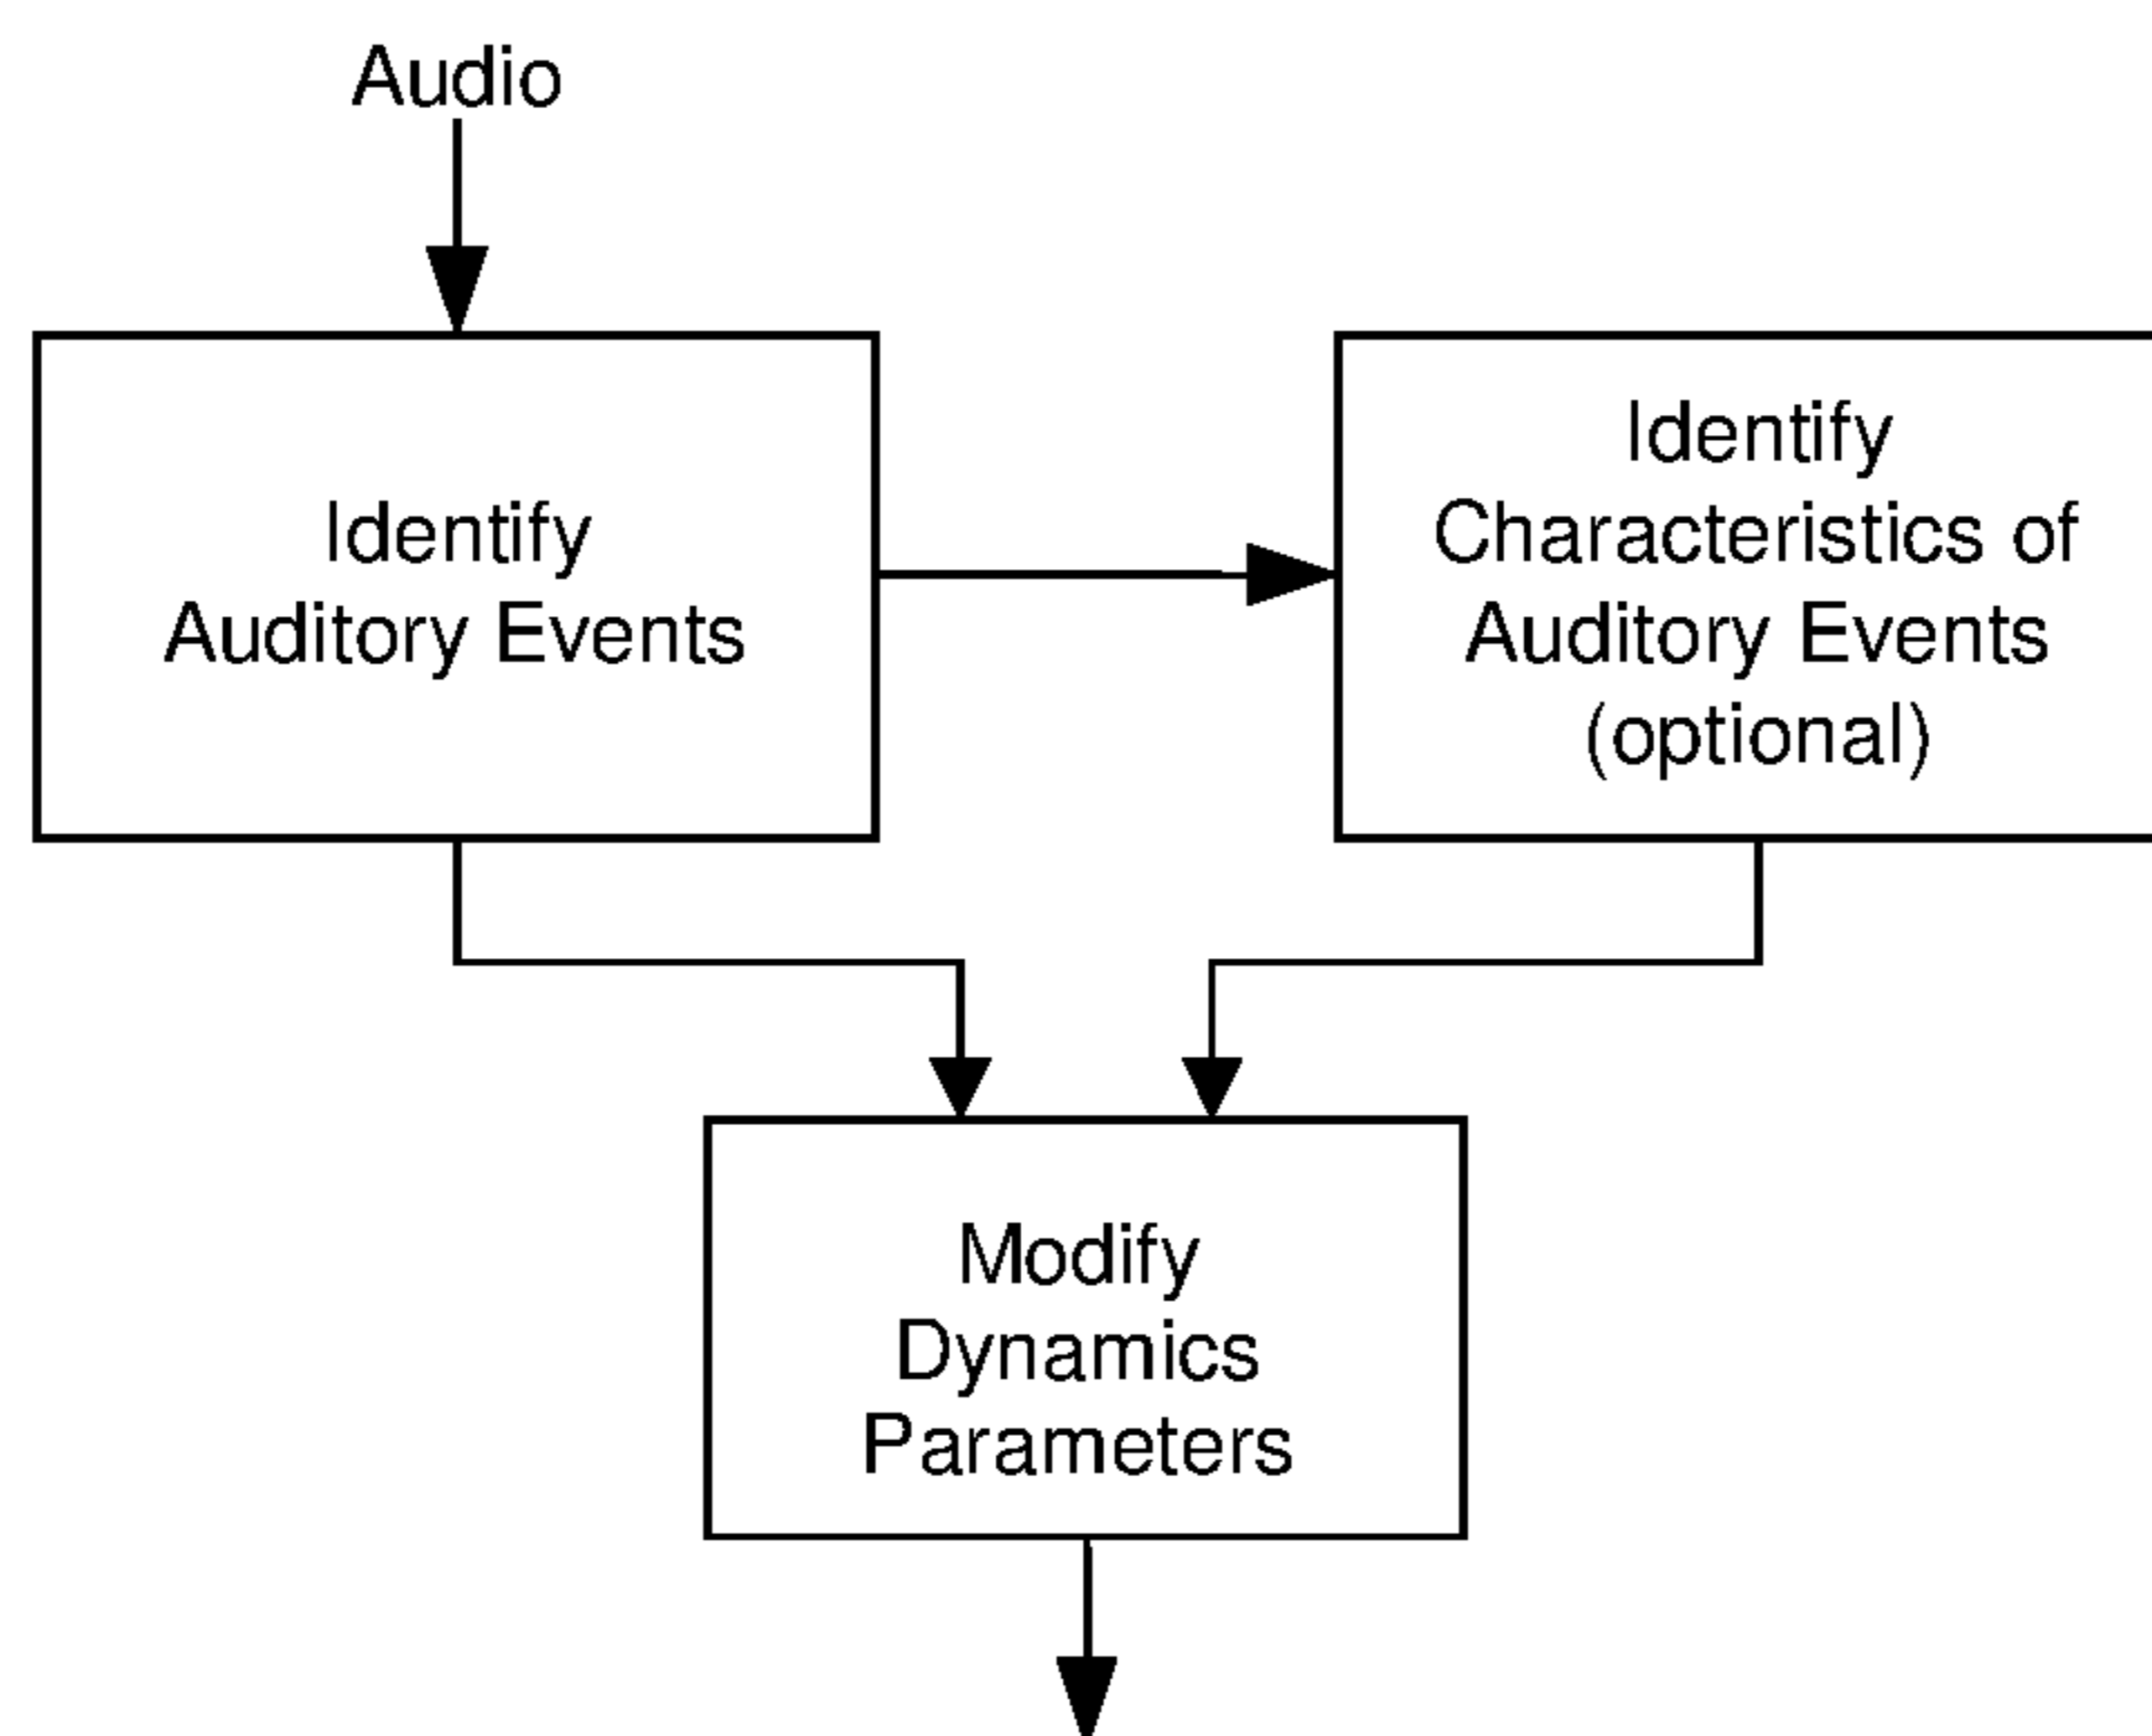 Audio
Identify
Auditory Events
Identify
Characteristics of
Auditory Events
(optional)
Modify
Dynamics
Parameters